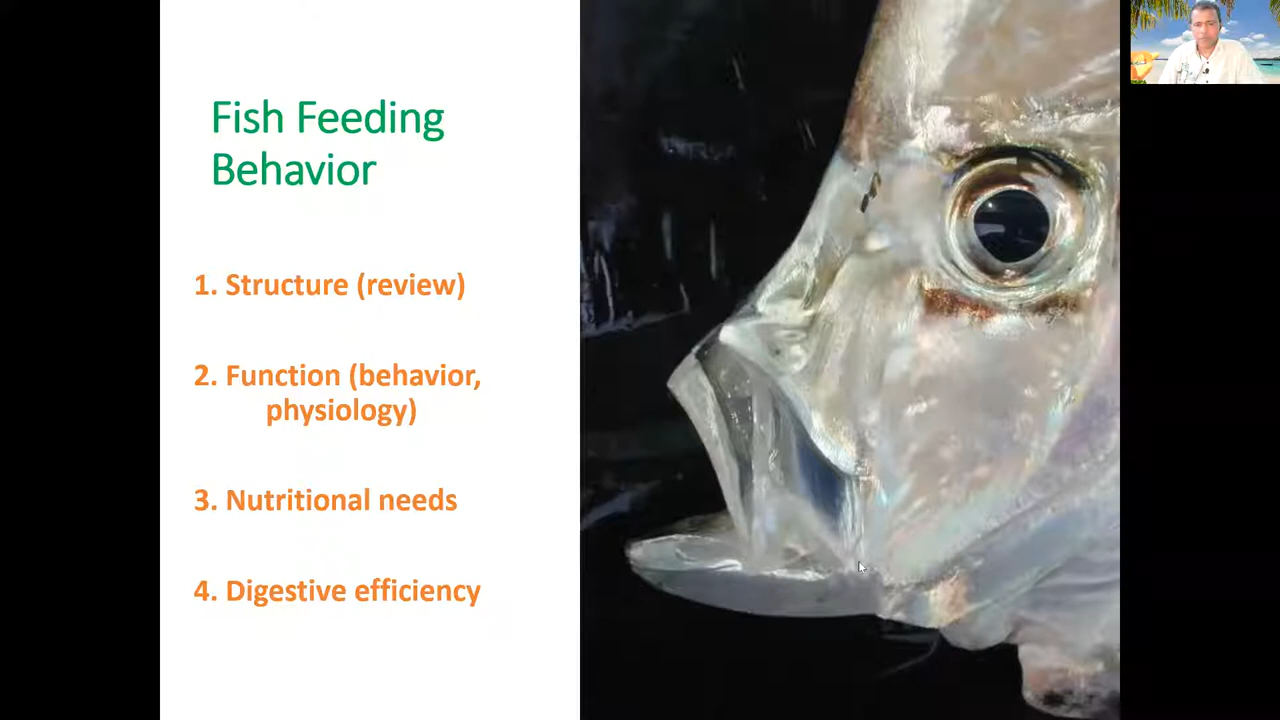 Fish Feeding
Behavior
1. Structure (review)
2. Function (behavior,
physiology)
3. Nutritional needs
4. Digestive efficiency